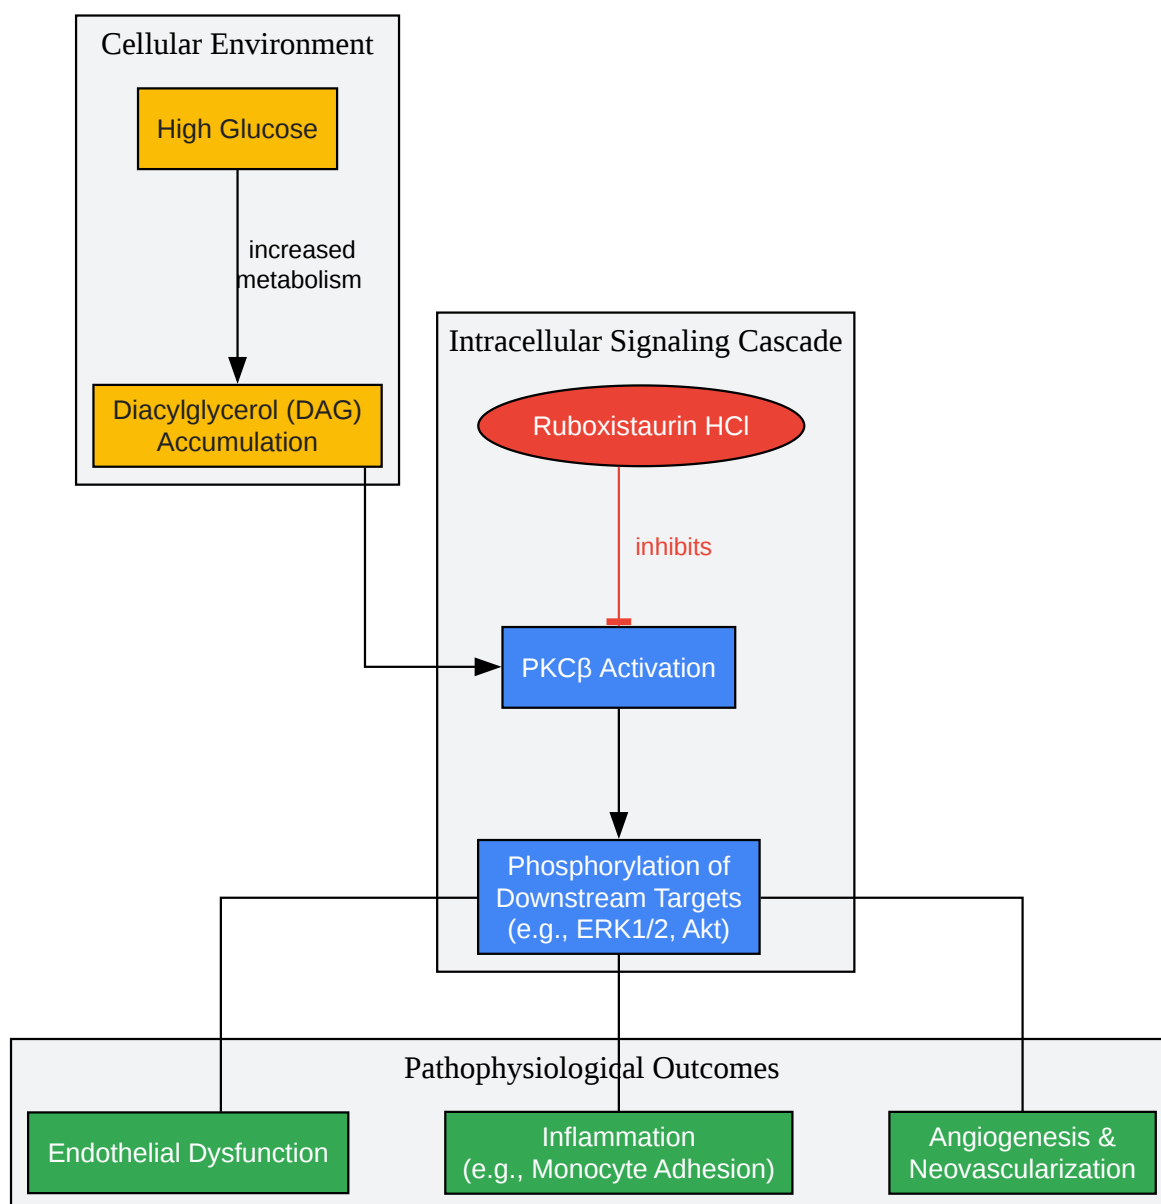 Cellular Environment
High Glucose
increased
metabolism
Diacylglycerol (DAG)
Accumulation
Intracellular Signaling Cascade
Ruboxistaurin HCl
inhibits
PKCβ Activation
Phosphorylation of
Downstream Targets
(e.g., ERK1/2, Akt)
Pathophysiological Outcomes
Endothelial Dysfunction
Inflammation
(e.g., Monocyte Adhesion)
Angiogenesis &
Neovascularization